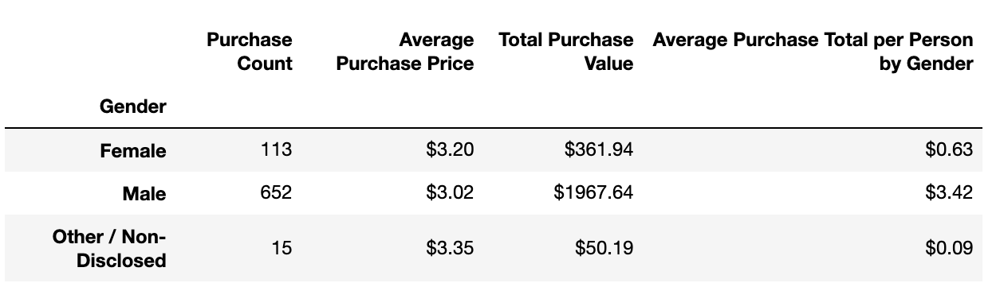 Purchase Count Average Purchase Price Total Purchase Value Average Purchase Total per Person by Gender
Gender
Female 113 $3.20 $361.94 $0.63
Male 652 $3.02 $1967.64 $3.42
Other / Non-Disclosed 15 $3.35 $50.19 $0.09